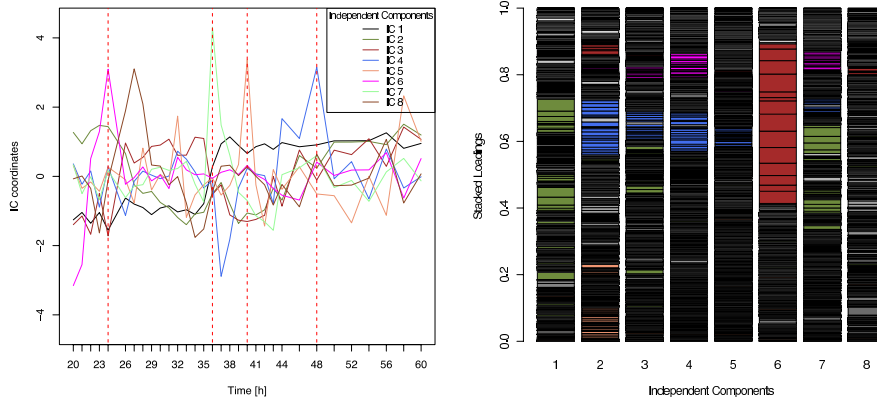 Independent Components
IC 1
IC 2
IC 3
IC 4
IC 5
IC 6
IC 7
IC 8
4
2
0
-2
-4
IC coordinates
20 23 26 29 32 35 38 41 44 48 52 56 60
Time [h]
1.0
0.8
0.6
0.4
0.2
0.0
Stacked Loadings
1 2 3 4 5 6 7 8
Independent Components